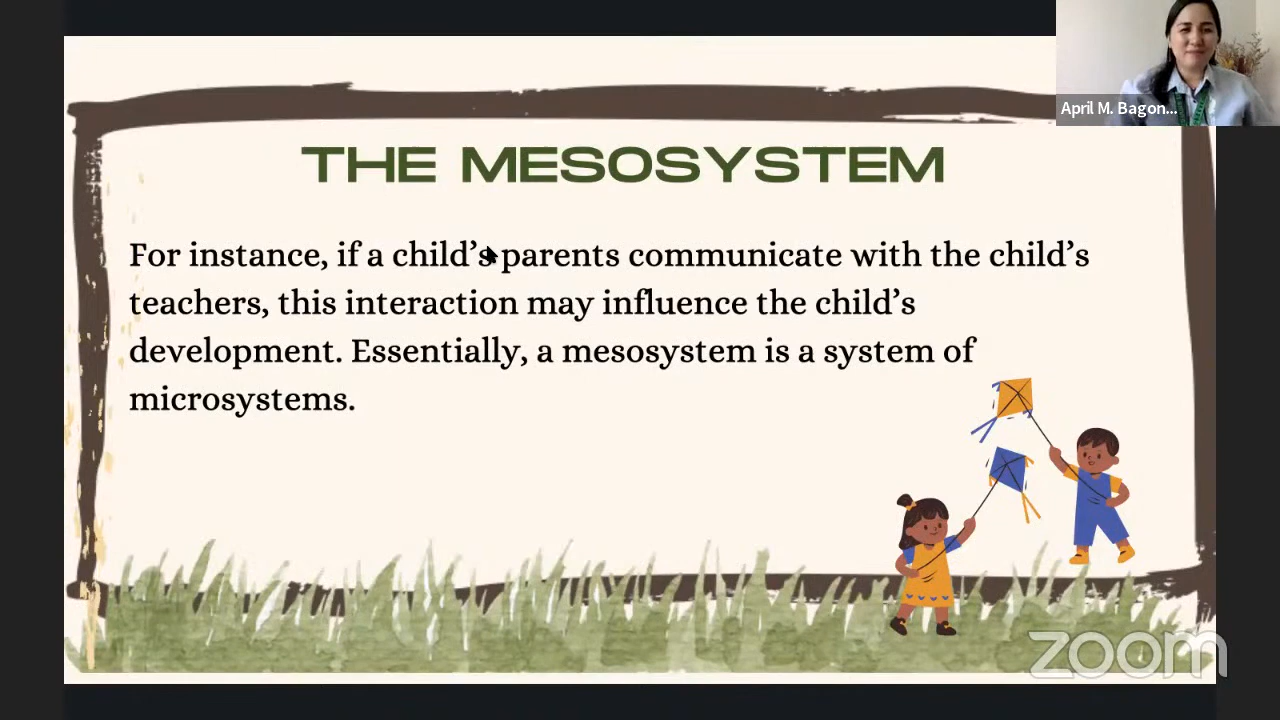 April M. Bagon...
THE MESOSYSTEM
For instance, if a child’s parents communicate with the child’s
teachers, this interaction may influence the child’s
development. Essentially, a mesosystem is a system of
microsystems.
zoom